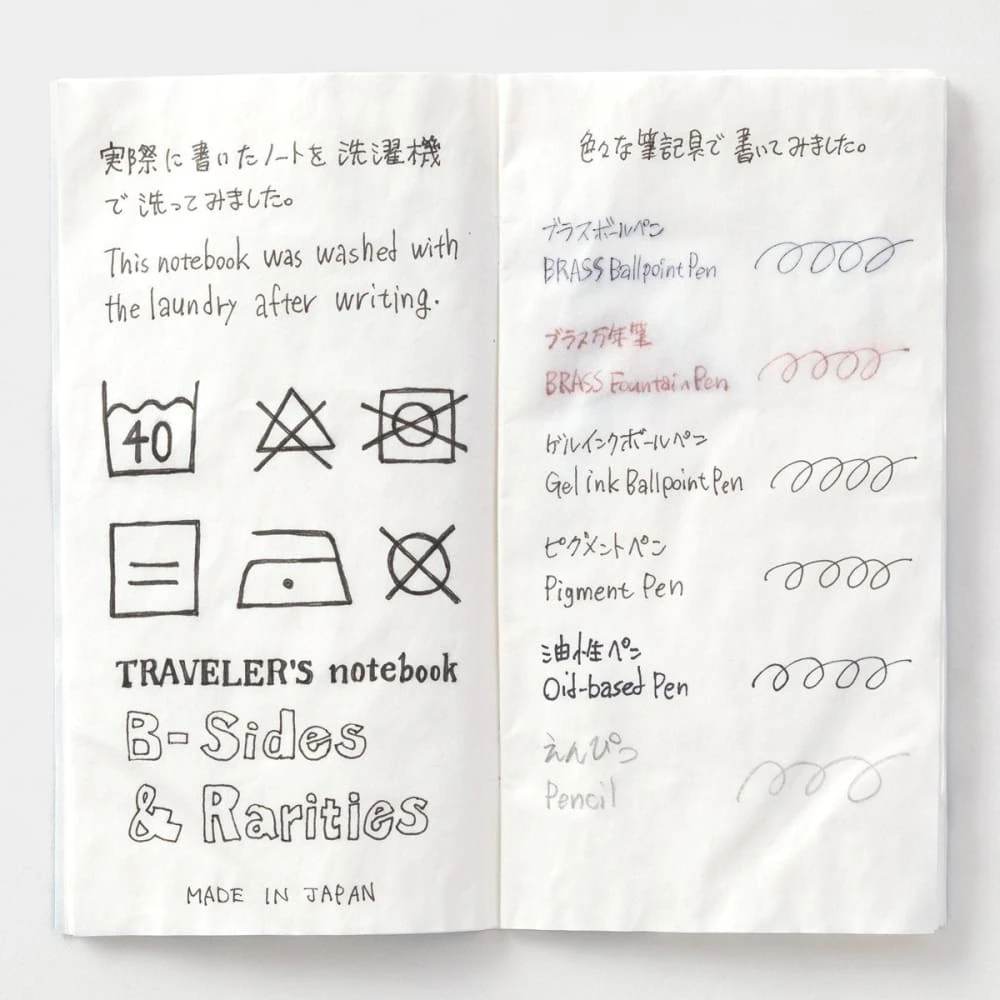 実際に書いたノートを洗濯機
で洗ってみました。
This notebook was washed with
the laundry after writing.
40
TRAVELER'S notebook
B-Sides
& Rarities
MADE IN JAPAN
色々な筆記具で書いてみました。
ブラスボールペン
BRASS Ballpoint Pen
ブラス万年筆
BRASS Fountain Pen
ゲルインクボールペン
Gel ink Ballpoint Pen
ピグメントペン
Pigment Pen
油性ペン
Oid-based Pen
えんぴつ
Pencil